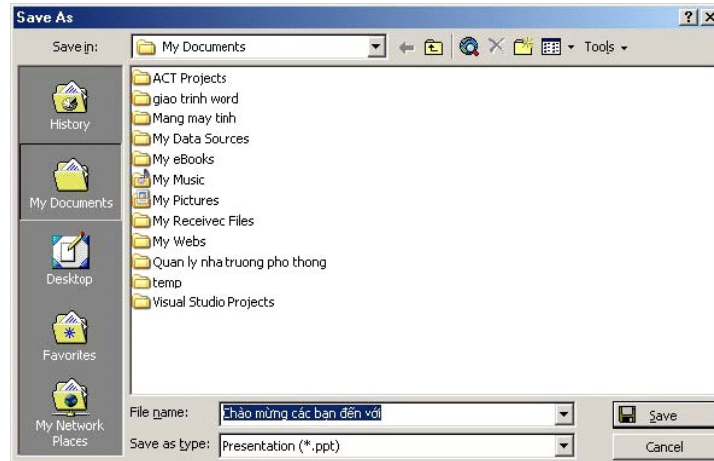 Save As
Save in: My Documents Tools
History
My Documents
Desktop
Favorites
My Network
Places
ACT Projects
giao trinh word
Mang may tinh
My Data Sources
My eBooks
My Music
My Pictures
My Receivec Files
My Webs
Quan ly nha truong pho thong
temp
Visual Studio Projects
File name: Chào mừng các bạn đến với Save
Save as type: Presentation (*.ppt) Cancel